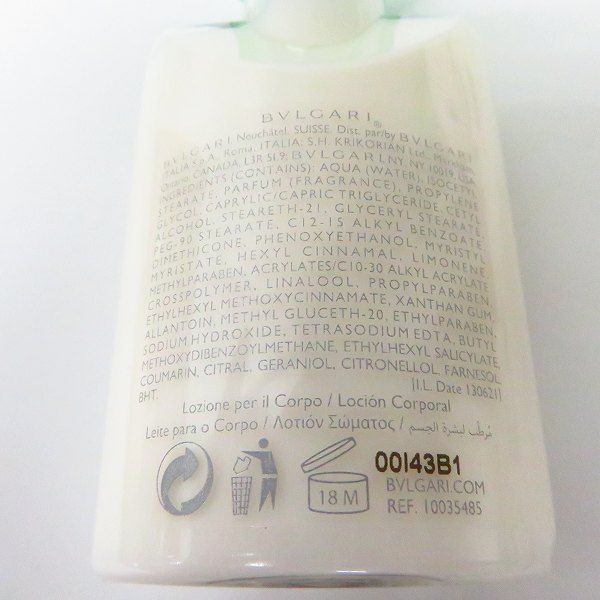 BVLGARI®
BVLGARI Neuchâtel, SUISSE. Dist. par/by BVLGARI
ITALIA S.p.A., Roma, ITALIA: S.H. KRIKORIAN Ltd.,
Ontario, CANADA, L3R 5L9: BVLGARI LNY, NY 10019, USA.
INGREDIENTS (CONTAINS): AQUA (WATER), ISOCETYL
STEARATE, PARFUM (FRAGRANCE), PROPYLENE
GLYCOL, CAPRYLIC/CAPRIC TRIGLYCERIDE, CETYL
ALCOHOL, STEARETH-21, GLYCERYL STEARATE,
PEG-90 STEARATE, C12-15 ALKYL BENZOATE,
DIMETHICONE, PHENOXYETHANOL, MYRISTYL
MYRISTATE, HEXYL CINNAMAL, LIMONENE,
METHYLPARABEN, ACRYLATES/C10-30 ALKYL ACRYLATE
CROSSPOLYMER, LINALOOL, PROPYLPARABEN,
ETHYLHEXYL METHOXYCINNAMATE, XANTHAN GUM,
ALLANTOIN, METHYL GLUCETH-20, ETHYLPARABEN,
SODIUM HYDROXIDE, TETRASODIUM EDTA, BUTYL
METHOXYDIBENZOYLMETHANE, ETHYLHEXYL SALICYLATE,
COUMARIN, CITRAL, GERANIOL, CITRONELLOL, FARNESOL,
BHT. [I.L. Date 130621]
Lozione per il Corpo / Loción Corporal
Leite para o Corpo / Λοτιόν Σώματος / مُرطّب لبشرة الجسم
18 M
00I43B1
BVLGARI.COM
REF. 10035485